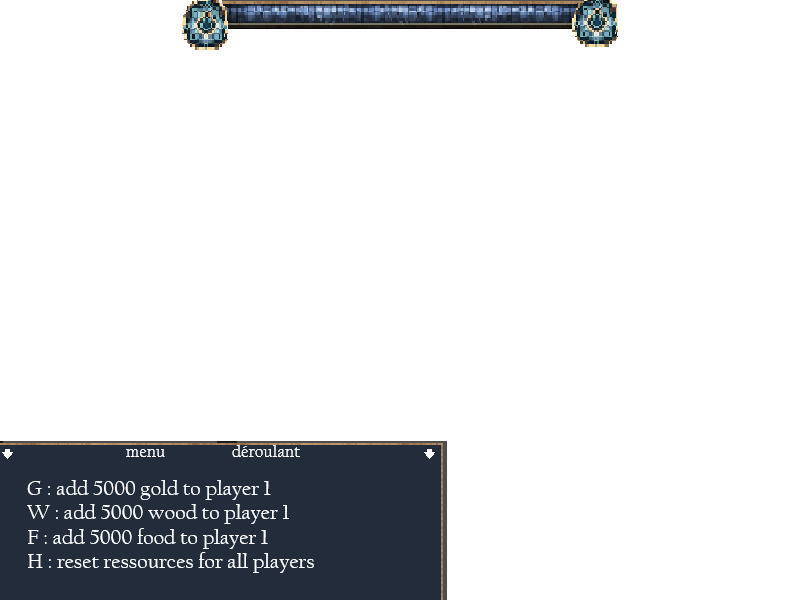 menu déroulant
G : add 5000 gold to player 1
W : add 5000 wood to player 1
F : add 5000 food to player 1
H : reset ressources for all players